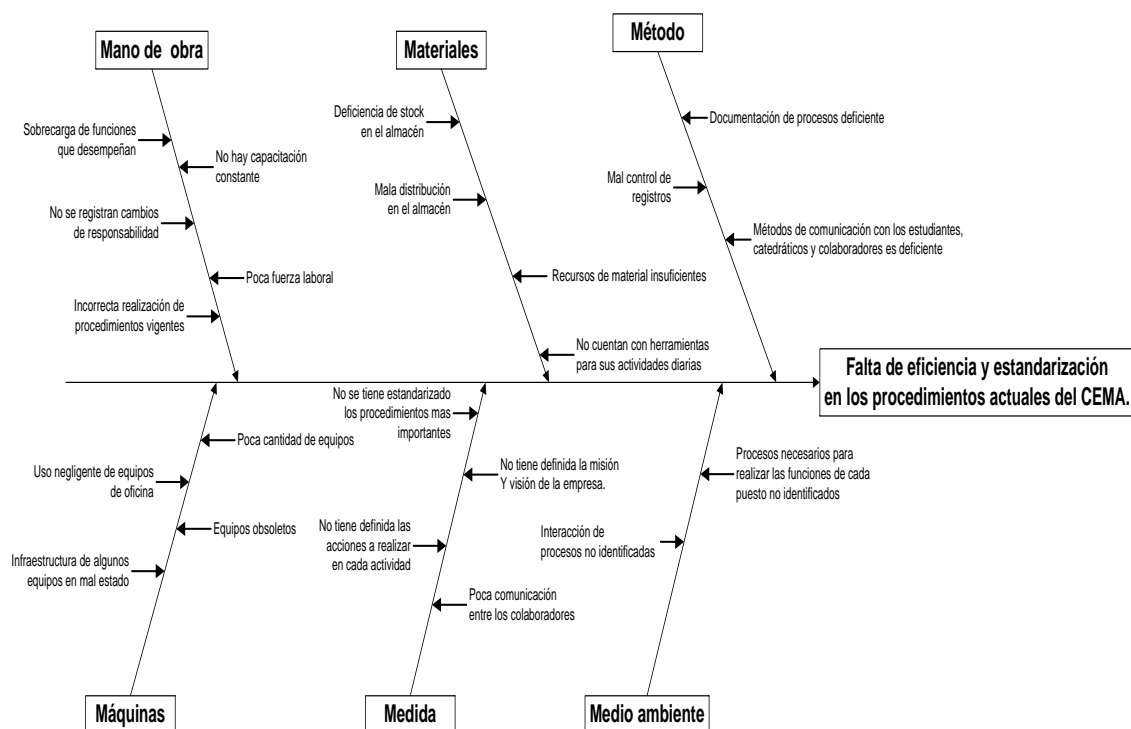 Mano de obra
Materiales
Método
Sobrecarga de funciones
que desempeñan
No hay capacitación
constante
No se registran cambios
de responsabilidad
Poca fuerza laboral
Incorrecta realización de
procedimientos vigentes
Deficiencia de stock
en el almacén
Mala distribución
en el almacén
Recursos de material insuficientes
No cuentan con herramientas
para sus actividades diarias
Documentación de procesos deficiente
Mal control de
registros
Métodos de comunicación con los estudiantes,
catedráticos y colaboradores es deficiente
Falta de eficiencia y estandarización
en los procedimientos actuales del CEMA.
Poca cantidad de equipos
Uso negligente de equipos
de oficina
Equipos obsoletos
Infraestructura de algunos
equipos en mal estado
No se tiene estandarizado
los procedimientos mas
importantes
No tiene definida la misión
Y visión de la empresa.
No tiene definida las
acciones a realizar
en cada actividad
Poca comunicación
entre los colaboradores
Procesos necesarios para
realizar las funciones de cada
puesto no identificados
Interacción de
procesos no identificadas
Máquinas
Medida
Medio ambiente